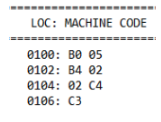 ====================
LOC: MACHINE CODE
====================
0100: B0 05
0102: B4 02
0104: 02 C4
0106: C3